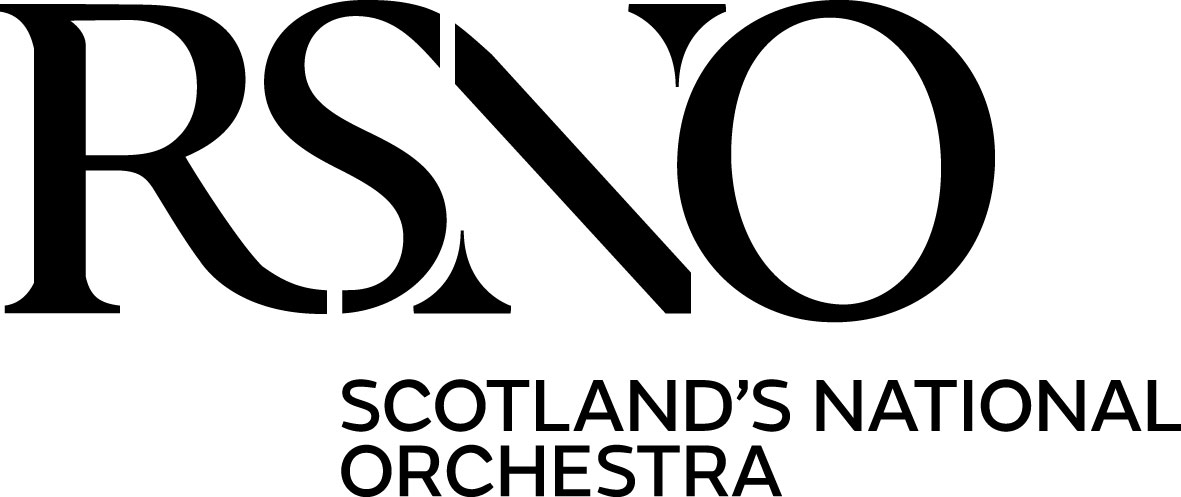 RSNO
SCOTLAND’S NATIONAL
ORCHESTRA